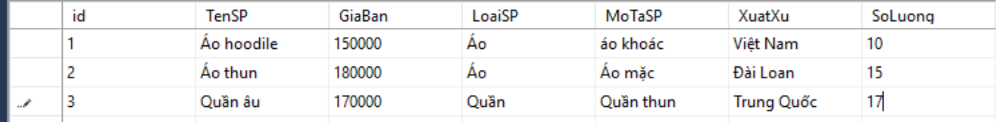 id TenSP GiaBan LoaiSP MoTaSP XuatXu SoLuong
1 Áo hoodile 150000 Áo áo khoác Việt Nam 10
2 Áo thun 180000 Áo Áo mặc Đài Loan 15
3 Quần âu 170000 Quần Quần thun Trung Quốc 17